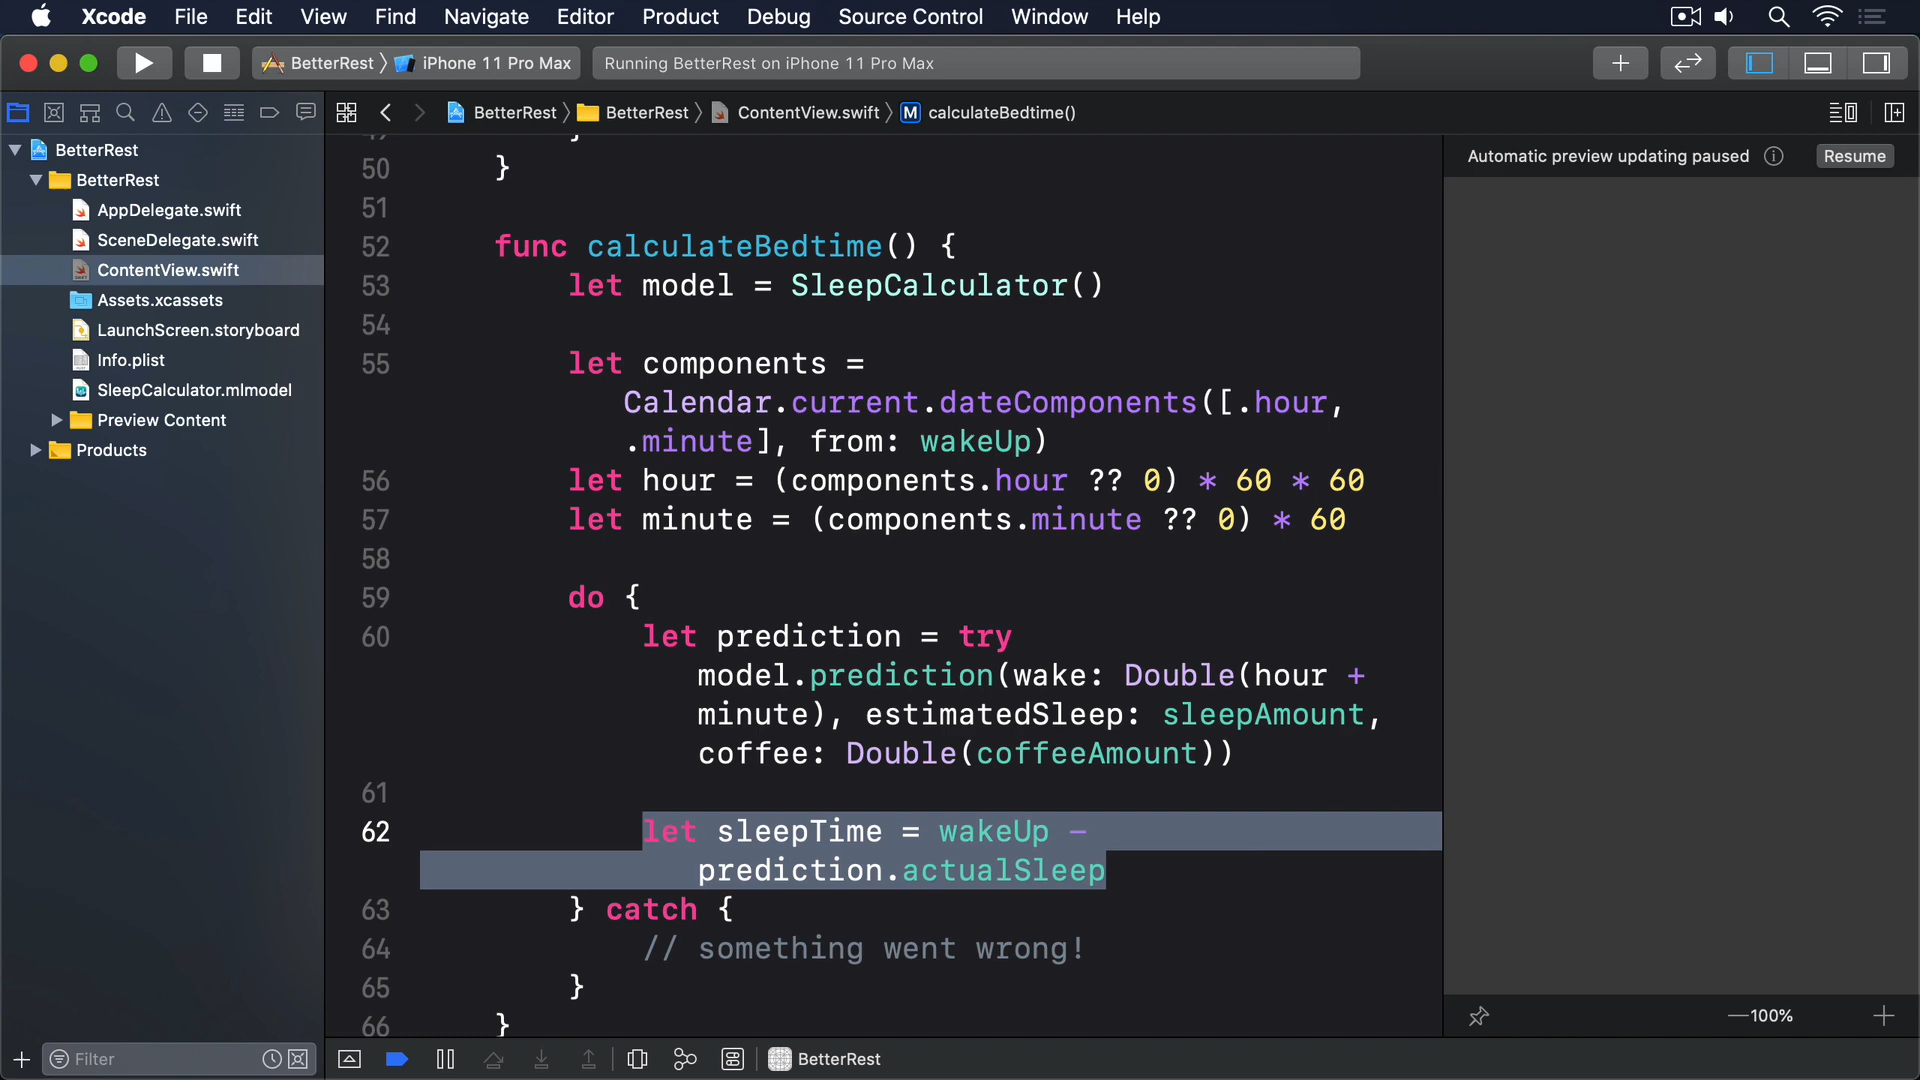 Xcode File Edit View Find Navigate Editor Product Debug Source Control Window Help
BetterRest iPhone 11 Pro Max Running BetterRest on iPhone 11 Pro Max
BetterRest BetterRest ContentView.swift M calculateBedtime()
BetterRest
BetterRest
AppDelegate.swift
SceneDelegate.swift
ContentView.swift
Assets.xcassets
LaunchScreen.storyboard
Info.plist
SleepCalculator.mlmodel
Preview Content
Products
Filter
50 }
51
52 func calculateBedtime() {
53 let model = SleepCalculator()
54
55 let components =
Calendar.current.dateComponents([.hour,
.minute], from: wakeUp)
56 let hour = (components.hour ?? 0) * 60 * 60
57 let minute = (components.minute ?? 0) * 60
58
59 do {
60 let prediction = try
model.prediction(wake: Double(hour +
minute), estimatedSleep: sleepAmount,
coffee: Double(coffeeAmount))
61
62 let sleepTime = wakeUp -
prediction.actualSleep
63 } catch {
64 // something went wrong!
65 }
66 }
BetterRest
Automatic preview updating paused Resume
100%